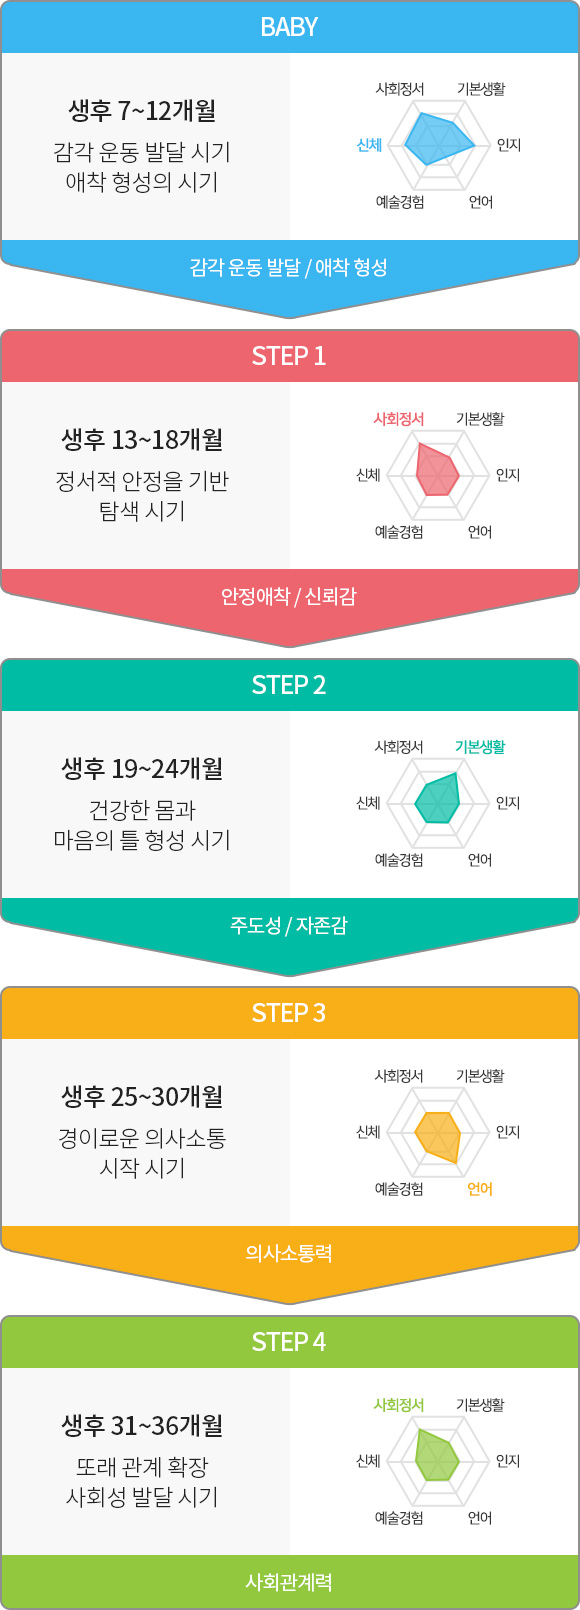 BABY
생후 7~12개월
감각 운동 발달 시기
애착 형성의 시기
사회정서 기본생활
신체 인지
예술경험 언어
감각 운동 발달 / 애착 형성
STEP 1
생후 13~18개월
정서적 안정을 기반
탐색 시기
사회정서 기본생활
신체 인지
예술경험 언어
안정애착 / 신뢰감
STEP 2
생후 19~24개월
건강한 몸과
마음의 틀 형성 시기
사회정서 기본생활
신체 인지
예술경험 언어
주도성 / 자존감
STEP 3
생후 25~30개월
경이로운 의사소통
시작 시기
사회정서 기본생활
신체 인지
예술경험 언어
의사소통력
STEP 4
생후 31~36개월
또래 관계 확장
사회성 발달 시기
사회정서 기본생활
신체 인지
예술경험 언어
사회관계력